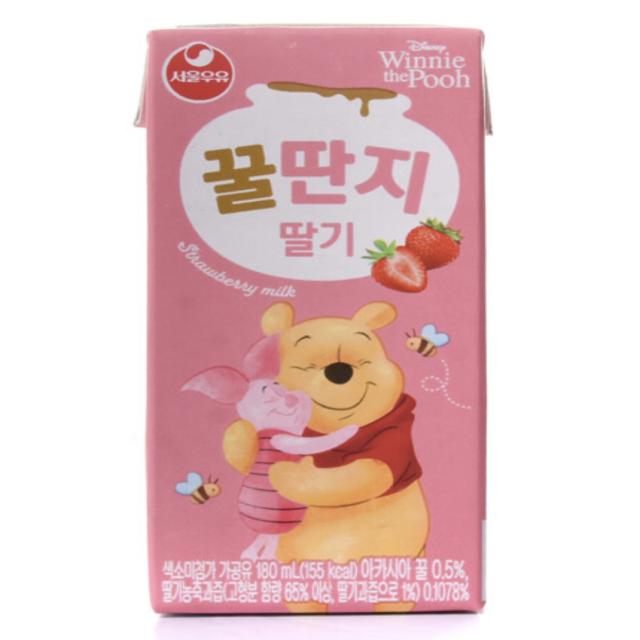 서울우유
Disney
Winnie
the Pooh
꿀딴지
딸기
Strawberry milk
색소미첨가 가공유 180 mL(155 kcal) 아카시아 꿀 0.5%,
딸기농축과즙(고형분 함량 65% 이상, 딸기과즙으로 1%) 0.1078%